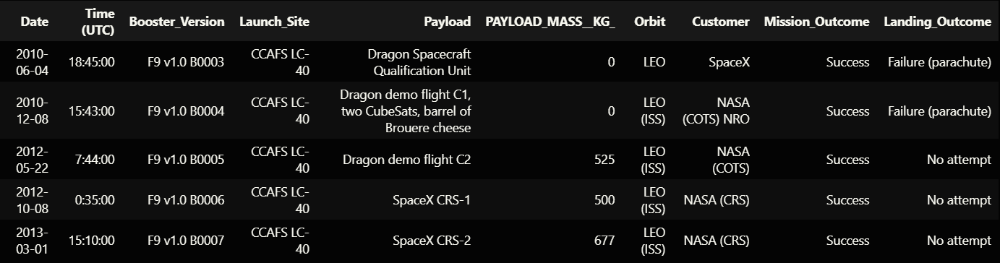 Date Time (UTC) Booster_Version Launch_Site Payload PAYLOAD_MASS__KG_ Orbit Customer Mission_Outcome Landing_Outcome
2010-06-04 18:45:00 F9 v1.0 B0003 CCAFS LC-40 Dragon Spacecraft Qualification Unit 0 LEO SpaceX Success Failure (parachute)
2010-12-08 15:43:00 F9 v1.0 B0004 CCAFS LC-40 Dragon demo flight C1, two CubeSats, barrel of Brouere cheese 0 LEO (ISS) NASA (COTS) NRO Success Failure (parachute)
2012-05-22 7:44:00 F9 v1.0 B0005 CCAFS LC-40 Dragon demo flight C2 525 LEO (ISS) NASA (COTS) Success No attempt
2012-10-08 0:35:00 F9 v1.0 B0006 CCAFS LC-40 SpaceX CRS-1 500 LEO (ISS) NASA (CRS) Success No attempt
2013-03-01 15:10:00 F9 v1.0 B0007 CCAFS LC-40 SpaceX CRS-2 677 LEO (ISS) NASA (CRS) Success No attempt